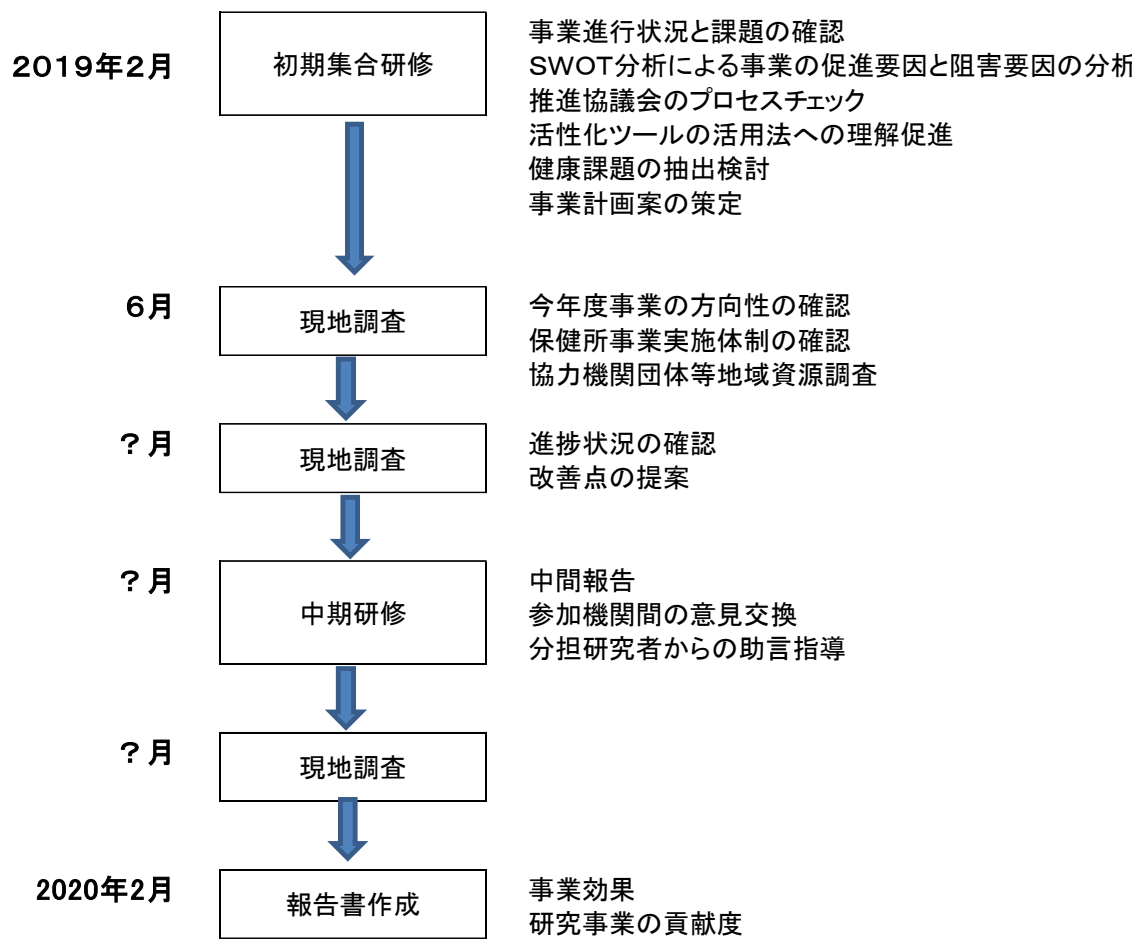 2019年2月
初期集合研修
事業進行状況と課題の確認
SWOT分析による事業の促進要因と阻害要因の分析
推進協議会のプロセスチェック
活性化ツールの活用法への理解促進
健康課題の抽出検討
事業計画案の策定
6月
現地調査
今年度事業の方向性の確認
保健所事業実施体制の確認
協力機関団体等地域資源調査
?月
現地調査
進捗状況の確認
改善点の提案
?月
中期研修
中間報告
参加機関間の意見交換
分担研究者からの助言指導
?月
現地調査
2020年2月
報告書作成
事業効果
研究事業の貢献度